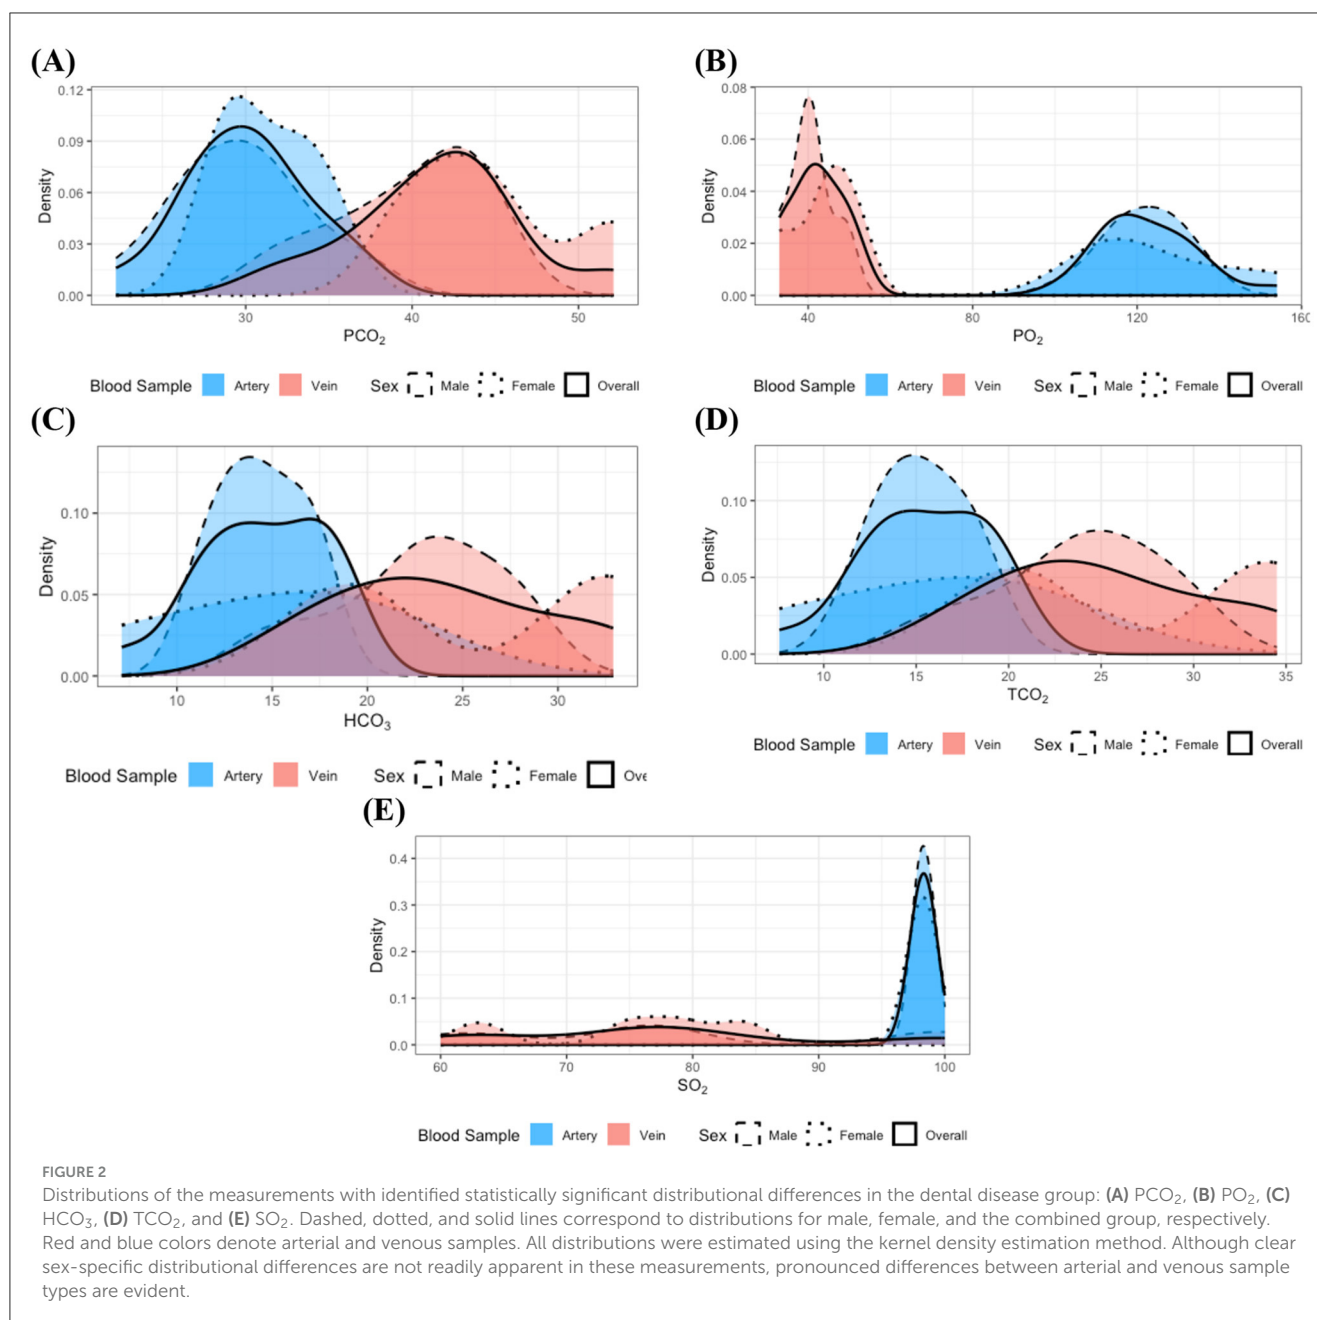 (A)
(B)
0.12
0.09
0.06
0.03
0.00
Density
30
40
50
PCO₂
0.08
0.06
0.04
0.02
0.00
Density
40
80
120
160
PO₂
Blood Sample Artery Vein Sex Male Female Overall
Blood Sample Artery Vein Sex Male Female Overall
(C)
(D)
0.10
0.05
0.00
Density
10
15
20
25
30
HCO₃
0.10
0.05
0.00
Density
10
15
20
25
30
35
TCO₂
Blood Sample Artery Vein Sex Male Female Ove
Blood Sample Artery Vein Sex Male Female Overall
(E)
0.4
0.3
0.2
0.1
0.0
Density
60
70
80
90
100
SO₂
Blood Sample Artery Vein Sex Male Female Overall
FIGURE 2
Distributions of the measurements with identified statistically significant distributional differences in the dental disease group: (A) PCO₂, (B) PO₂, (C)
HCO₃, (D) TCO₂, and (E) SO₂. Dashed, dotted, and solid lines correspond to distributions for male, female, and the combined group, respectively.
Red and blue colors denote arterial and venous samples. All distributions were estimated using the kernel density estimation method. Although clear
sex-specific distributional differences are not readily apparent in these measurements, pronounced differences between arterial and venous sample
types are evident.